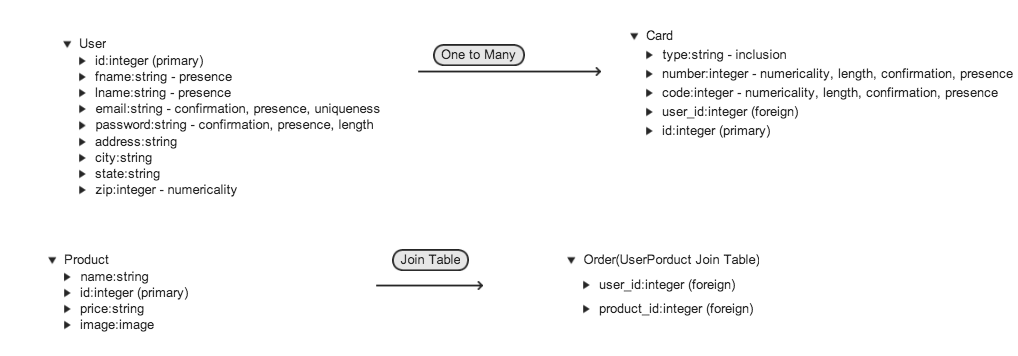 User
id:integer (primary)
fname:string - presence
lname:string - presence
email:string - confirmation, presence, uniqueness
password:string - confirmation, presence, length
address:string
city:string
state:string
zip:integer - numericality
One to Many
Card
type:string - inclusion
number:integer - numericality, length, confirmation, presence
code:integer - numericality, length, confirmation, presence
user_id:integer (foreign)
id:integer (primary)
Product
name:string
id:integer (primary)
price:string
image:image
Join Table
Order(UserPorduct Join Table)
user_id:integer (foreign)
product_id:integer (foreign)